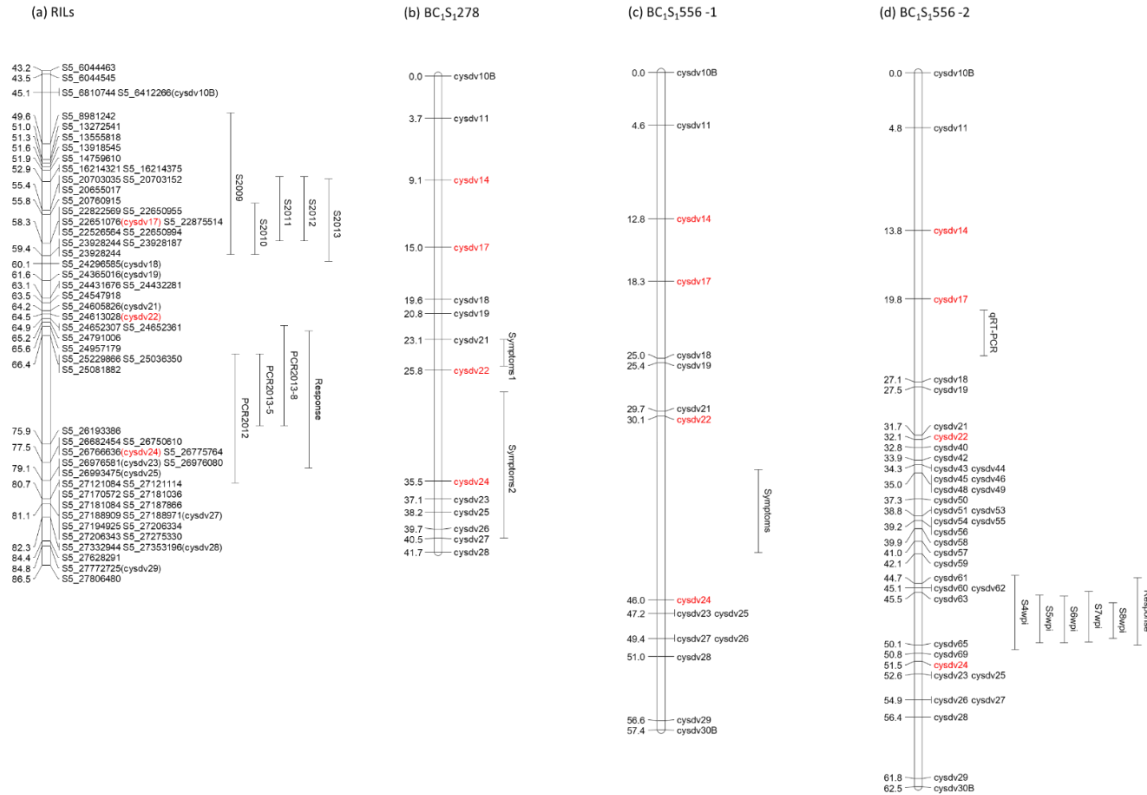 (a) RILs
43.2 S5_6044463
43.5 S5_6044545
45.1 S5_6810744 S5_6412266(cysdv10B)
49.6 S5_8981242
51.0 S5_13272541
51.3 S5_13555818
51.6 S5_13918545
51.9 S5_14759610
52.9 S5_16214321 S5_16214375
S5_20703035 S5_20703152
55.4 S5_20655017
55.8 S5_20760915
S5_22822569 S5_22650955
58.3 S5_22651076(cysdv17) S5_22875514
S5_22526564 S5_22650994
S5_23928244 S5_23928187
59.4 S5_23928244
60.1 S5_24296585(cysdv18)
61.6 S5_24365016(cysdv19)
63.1 S5_24431676 S5_24432281
63.5 S5_24547918
64.2 S5_24605826(cysdv21)
64.5 S5_24613028(cysdv22)
64.9 S5_24652307 S5_24652361
65.2 S5_24791006
65.6 S5_24957179
66.4 S5_25229866 S5_25036350
S5_25081882
75.9 S5_26193386
S5_26682454 S5_26750610
77.5 S5_26766636(cysdv24) S5_26775764
S5_26976581(cysdv23) S5_26976080
79.1 S5_26993475(cysdv25)
80.7 S5_27121084 S5_27121114
S5_27170572 S5_27181036
S5_27181084 S5_27187866
81.1 S5_27188909 S5_27188971(cysdv27)
S5_27194925 S5_27206334
S5_27206343 S5_27275330
82.3 S5_27332944 S5_27353196(cysdv28)
84.4 S5_27628291
84.8 S5_27772725(cysdv29)
86.5 S5_27806480
S2009
S2010
S2011
S2012
S2013
PCR2012
PCR2013-5
PCR2013-8
Response
(b) BC1S1278
0.0 cysdv10B
3.7 cysdv11
9.1 cysdv14
15.0 cysdv17
19.6 cysdv18
20.8 cysdv19
23.1 cysdv21
25.8 cysdv22
35.5 cysdv24
37.1 cysdv23
38.2 cysdv25
39.7 cysdv26
40.5 cysdv27
41.7 cysdv28
Symptoms1
Symptoms2
(c) BC1S1556 -1
0.0 cysdv10B
4.6 cysdv11
12.8 cysdv14
18.3 cysdv17
25.0 cysdv18
25.4 cysdv19
29.7 cysdv21
30.1 cysdv22
46.0 cysdv24
47.2 cysdv23 cysdv25
49.4 cysdv27 cysdv26
51.0 cysdv28
56.6 cysdv29
57.4 cysdv30B
Symptoms
(d) BC1S1556 -2
0.0 cysdv10B
4.8 cysdv11
13.8 cysdv14
19.8 cysdv17
27.1 cysdv18
27.5 cysdv19
31.7 cysdv21
32.1 cysdv22
32.8 cysdv40
33.9 cysdv42
34.3 cysdv43 cysdv44
cysdv45 cysdv46
35.0 cysdv48 cysdv49
37.3 cysdv50
38.8 cysdv51 cysdv53
cysdv54 cysdv55
39.2 cysdv56
39.9 cysdv58
41.0 cysdv57
42.1 cysdv59
44.7 cysdv61
45.1 cysdv60 cysdv62
45.5 cysdv63
50.1 cysdv65
50.8 cysdv69
51.5 cysdv24
52.6 cysdv23 cysdv25
54.9 cysdv26 cysdv27
56.4 cysdv28
61.8 cysdv29
62.5 cysdv30B
qRT-PCR
S4wpi
S5wpi
S6wpi
S7wpi
S8wpi
Response